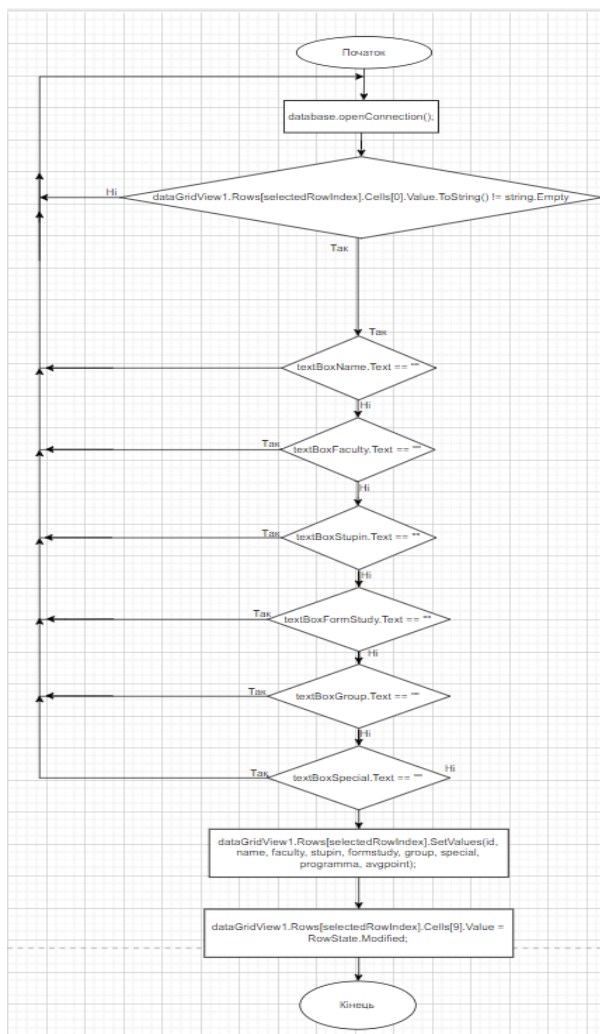 Початок
database.openConnection();
Ні
dataGridView1.Rows[selectedRowIndex].Cells[0].Value.ToString() != string.Empty
Так
Так
textBoxName.Text == ""
Ні
Так
textBoxFaculty.Text == ""
Ні
Так
textBoxStupin.Text == ""
Ні
Так
textBoxFormStudy.Text == ""
Ні
Так
textBoxGroup.Text == ""
Ні
Так
textBoxSpecial.Text == ""
Ні
dataGridView1.Rows[selectedRowIndex].SetValues(id,
name, faculty, stupin, formstudy, group, special,
programma, avgpoint);
dataGridView1.Rows[selectedRowIndex].Cells[9].Value =
RowState.Modified;
Кінець